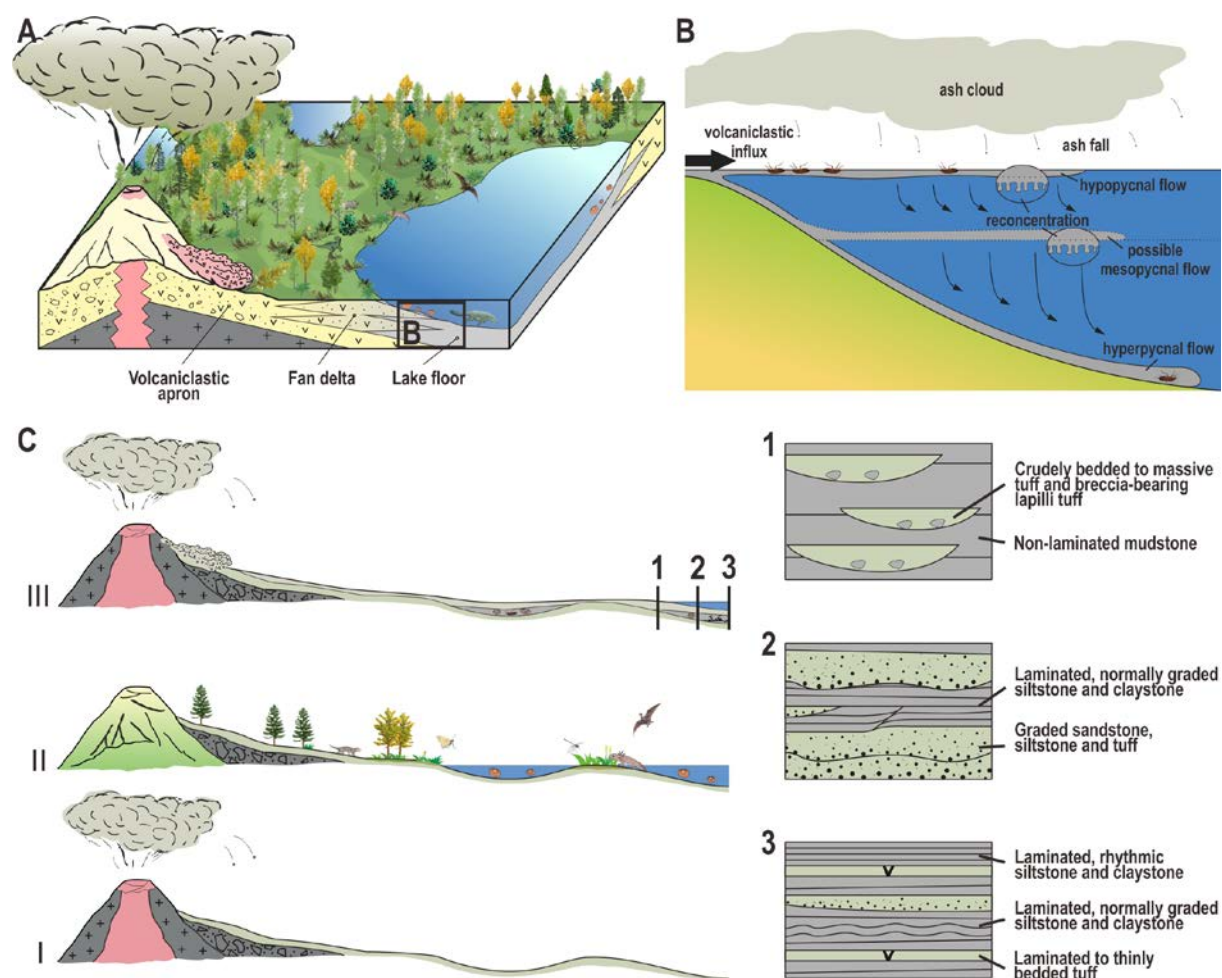 A
B
Volcaniclastic
apron
Fan delta
Lake floor
B
ash cloud
volcaniclastic
influx
ash fall
hypopycnal flow
reconcentration
possible
mesopycnal flow
hyperpycnal flow
C
III
1
2
3
II
I
1
Crudely bedded to massive
tuff and breccia-bearing
lapilli tuff
Non-laminated mudstone
2
Laminated, normally graded
siltstone and claystone
Graded sandstone,
siltstone and tuff
3
Laminated, rhythmic
siltstone and claystone
Laminated, normally graded
siltstone and claystone
Laminated to thinly
bedded tuff